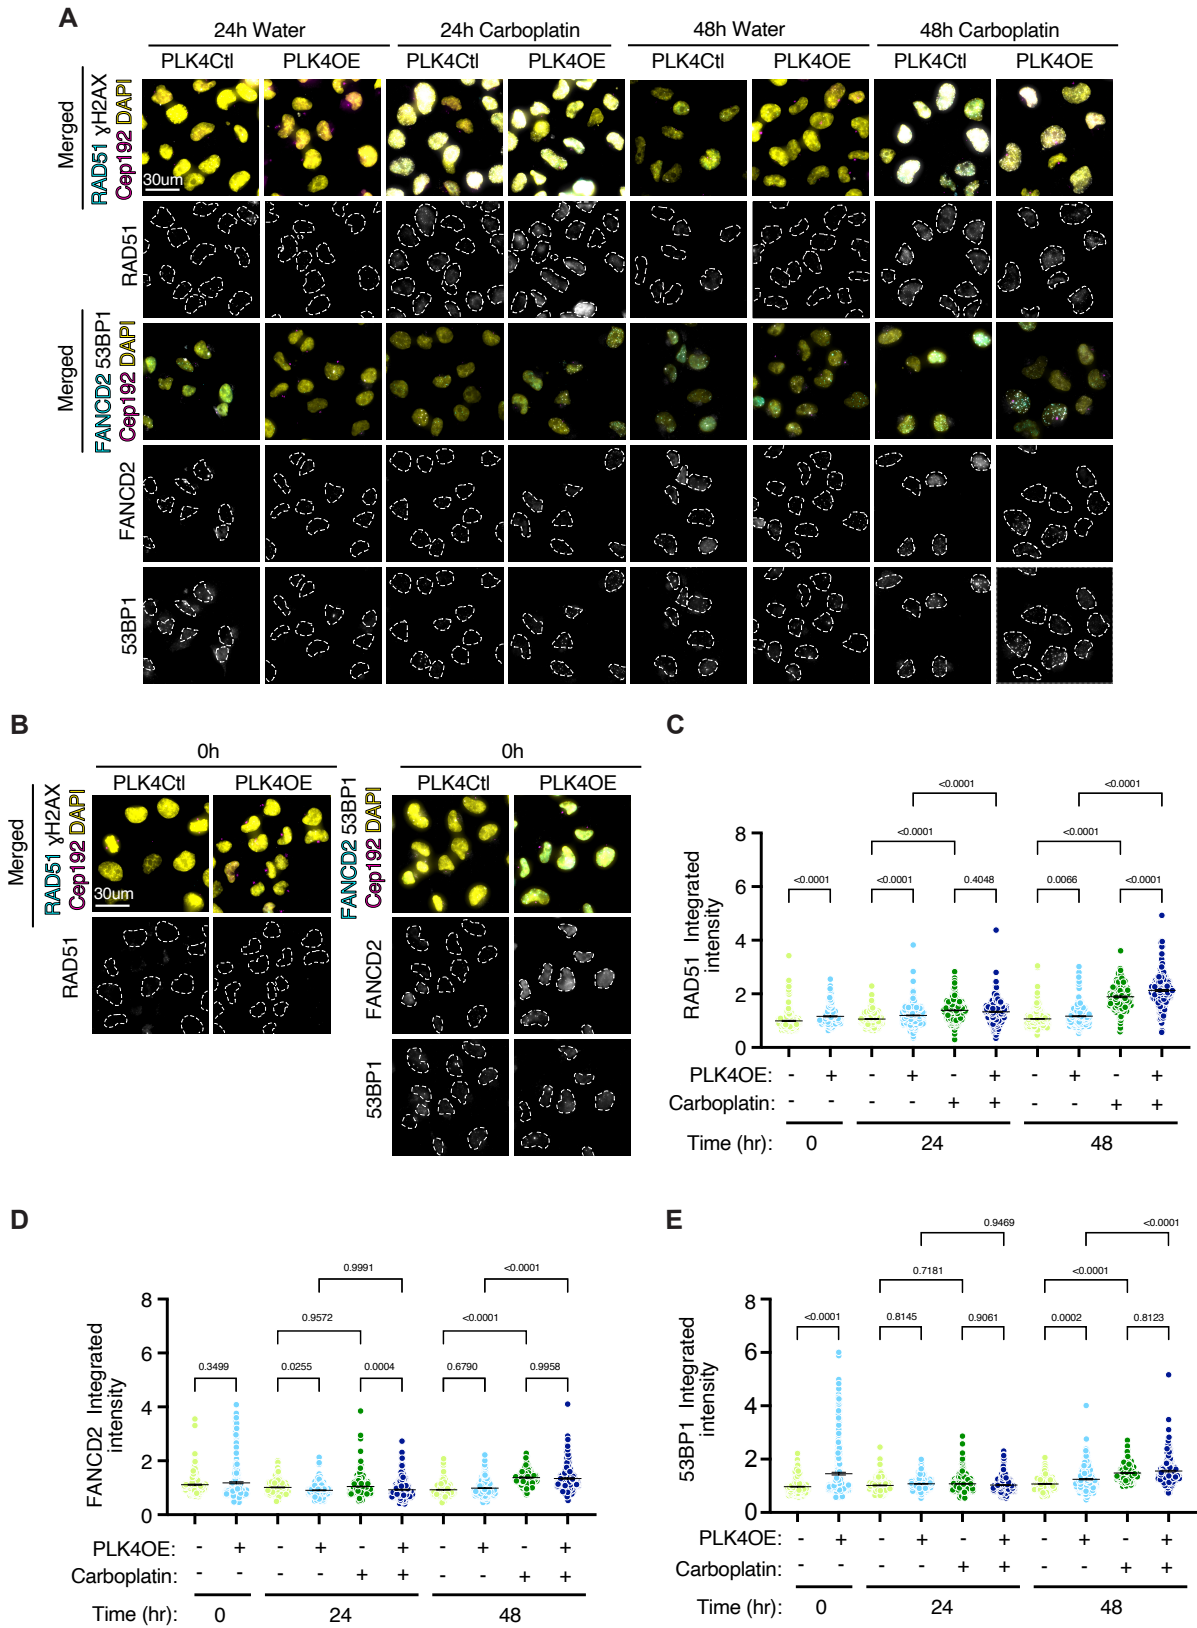 A
24h Water 24h Carboplatin 48h Water 48h Carboplatin
PLK4Ctl PLK4OE PLK4Ctl PLK4OE PLK4Ctl PLK4OE PLK4Ctl PLK4OE
Merged
RAD51 ɣH2AX
Cep192 DAPI
30um
RAD51
Merged
FANCD2 53BP1
Cep192 DAPI
FANCD2
53BP1
B
0h 0h
PLK4Ctl PLK4OE PLK4Ctl PLK4OE
Merged
RAD51 ɣH2AX
Cep192 DAPI
30um
RAD51
FANCD2 53BP1
Cep192 DAPI
FANCD2
53BP1
C
RAD51 Integrated
intensity
8
6
4
2
0
<0.0001 <0.0001
<0.0001 <0.0001
<0.0001 <0.0001 0.4048 0.0066 <0.0001
PLK4OE: - + - + - + - + - +
Carboplatin: - - - - + + - - + +
Time (hr): 0 24 48
D
FANCD2 Integrated
intensity
8
6
4
2
0
0.9991 <0.0001
0.9572 <0.0001
0.3499 0.0255 0.0004 0.6790 0.9958
PLK4OE: - + - + - + - + - +
Carboplatin: - - - - + + - - + +
Time (hr): 0 24 48
E
53BP1 Integrated
intensity
8
6
4
2
0
0.9469 <0.0001
0.7181 <0.0001
<0.0001 0.8145 0.9061 0.0002 0.8123
PLK4OE: - + - + - + - + - +
Carboplatin: - - - - + + - - + +
Time (hr): 0 24 48